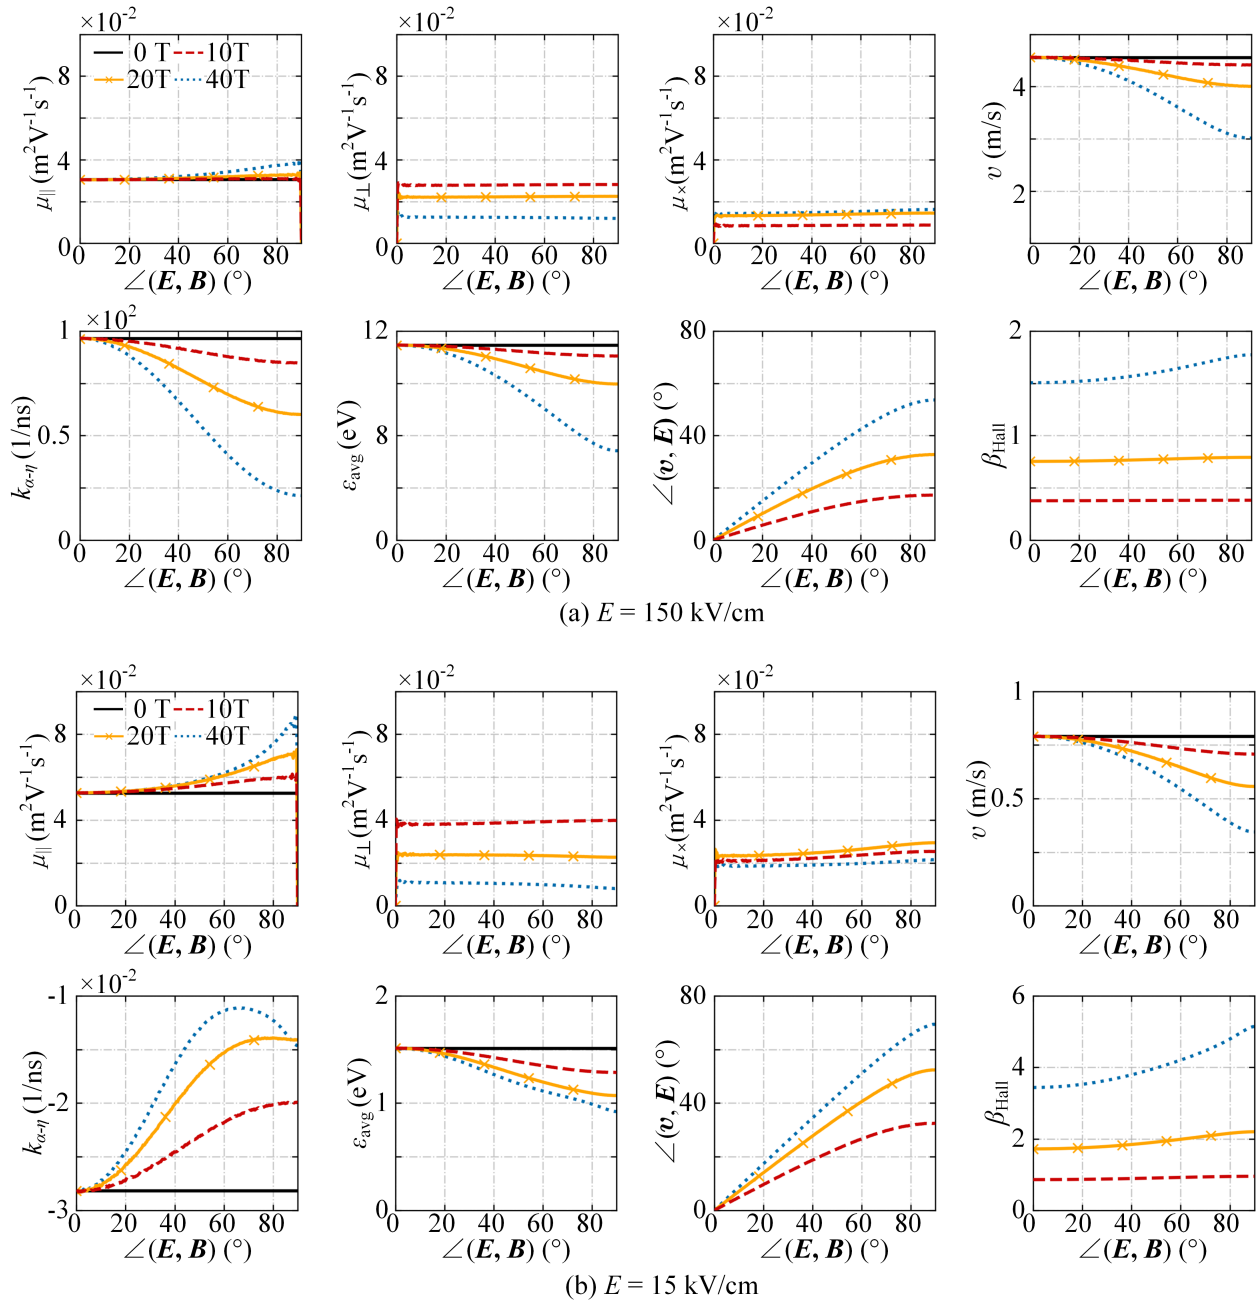 ×10⁻² ×10⁻² ×10⁻²
0 T 10T
20T 40T
μ∥ (m²V⁻¹s⁻¹)
8
4
0
0 20 40 60 80
∠(E, B) (°)
μ⊥ (m²V⁻¹s⁻¹)
8
4
0
0 20 40 60 80
∠(E, B) (°)
μ× (m²V⁻¹s⁻¹)
8
4
0
0 20 40 60 80
∠(E, B) (°)
v (m/s)
4
2
0 20 40 60 80
∠(E, B) (°)
×10²
kα-η (1/ns)
1
0.5
0
0 20 40 60 80
∠(E, B) (°)
εavg (eV)
12
8
0
0 20 40 60 80
∠(E, B) (°)
∠(v, E) (°)
80
40
0
0 20 40 60 80
∠(E, B) (°)
βHall
2
1
0
0 20 40 60 80
∠(E, B) (°)
(a) E = 150 kV/cm
×10⁻² ×10⁻² ×10⁻²
0 T 10T
20T 40T
μ∥ (m²V⁻¹s⁻¹)
8
4
0
0 20 40 60 80
∠(E, B) (°)
μ⊥ (m²V⁻¹s⁻¹)
8
4
0
0 20 40 60 80
∠(E, B) (°)
μ× (m²V⁻¹s⁻¹)
8
4
0
0 20 40 60 80
∠(E, B) (°)
v (m/s)
1
0.5
0
0 20 40 60 80
∠(E, B) (°)
×10⁻²
kα-η (1/ns)
-1
-2
-3
0 20 40 60 80
∠(E, B) (°)
εavg (eV)
2
1
0
0 20 40 60 80
∠(E, B) (°)
∠(v, E) (°)
80
40
0
0 20 40 60 80
∠(E, B) (°)
βHall
6
4
2
0
0 20 40 60 80
∠(E, B) (°)
(b) E = 15 kV/cm